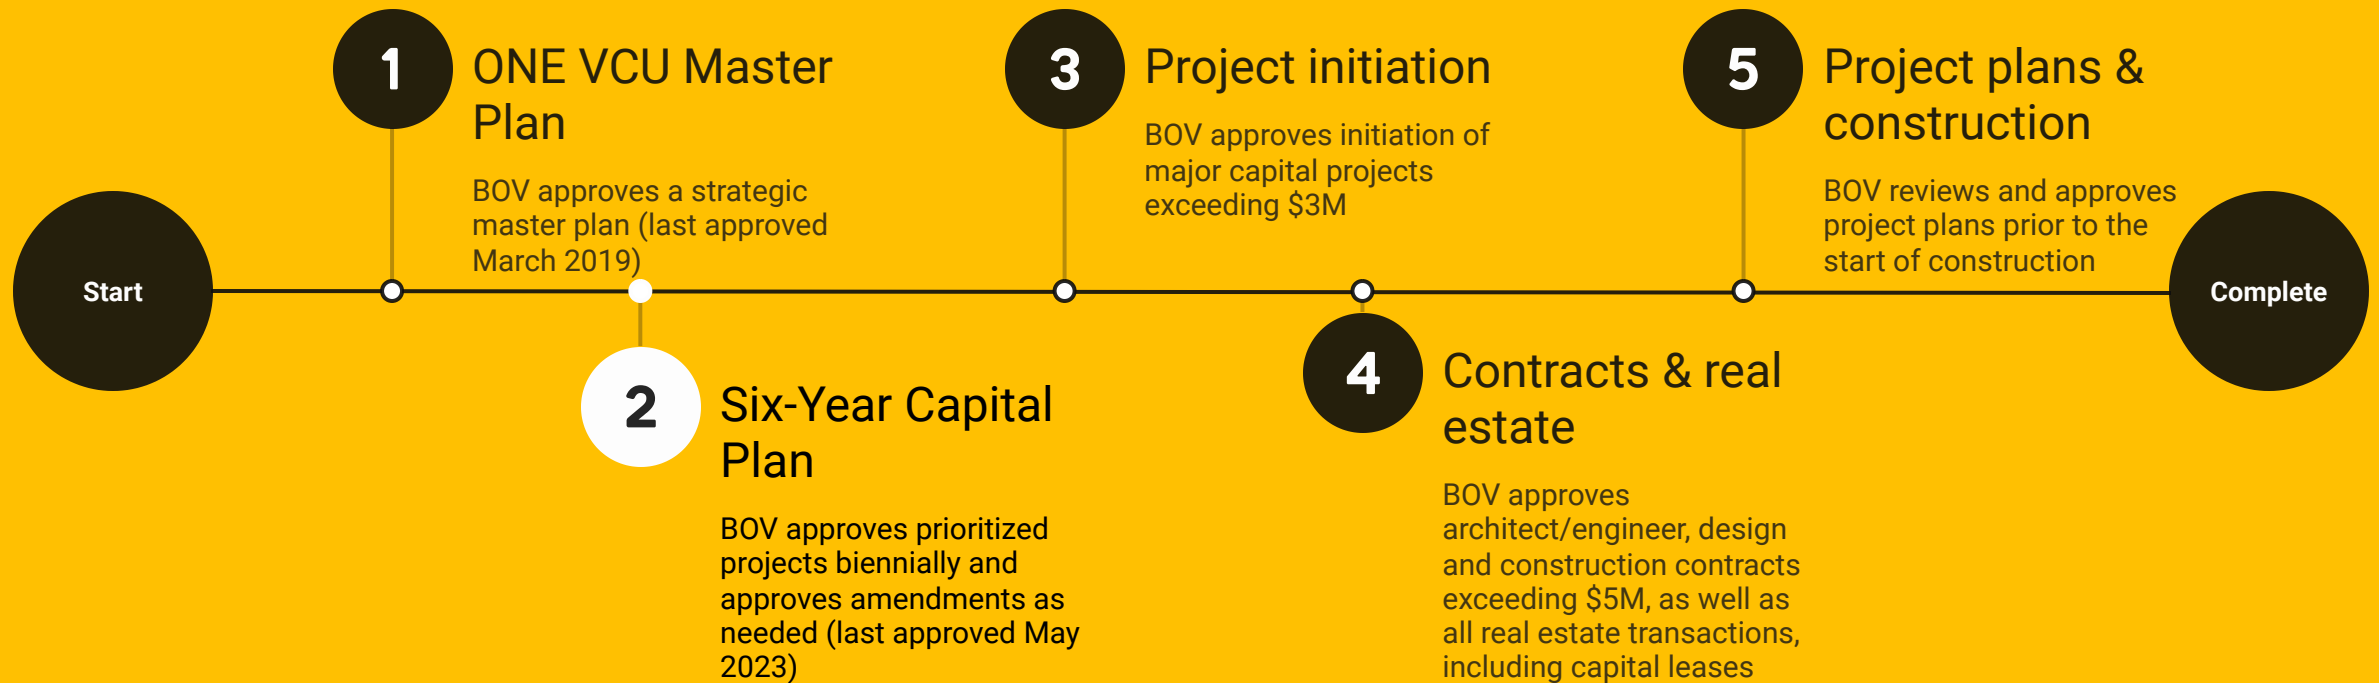 Start
1
ONE VCU Master
Plan
BOV approves a strategic
master plan (last approved
March 2019)
2
Six-Year Capital
Plan
BOV approves prioritized
projects biennially and
approves amendments as
needed (last approved May
2023)
3
Project initiation
BOV approves initiation of
major capital projects
exceeding $3M
4
Contracts & real
estate
BOV approves
architect/engineer, design
and construction contracts
exceeding $5M, as well as
all real estate transactions,
including capital leases
5
Project plans &
construction
BOV reviews and approves
project plans prior to the
start of construction
Complete